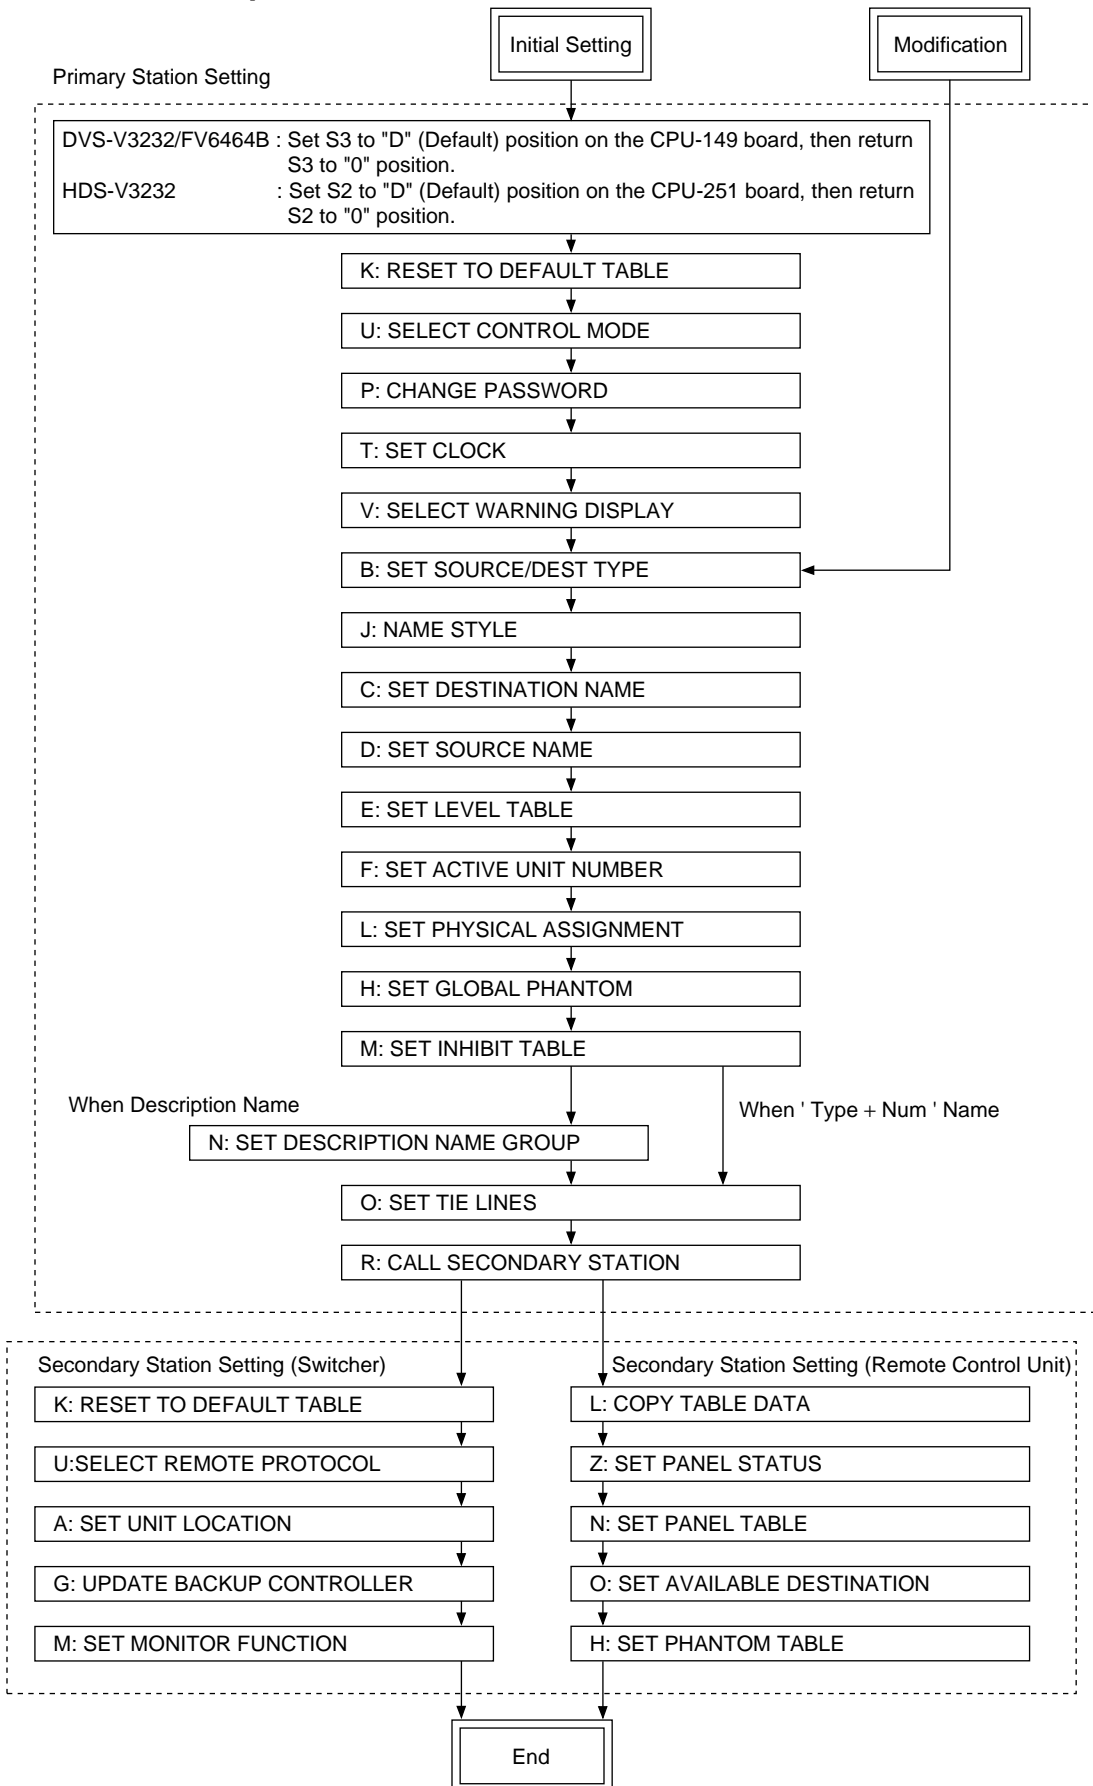 Initial Setting
Modification
Primary Station Setting
DVS-V3232/FV6464B : Set S3 to "D" (Default) position on the CPU-149 board, then return
S3 to "0" position.
HDS-V3232 : Set S2 to "D" (Default) position on the CPU-251 board, then return
S2 to "0" position.
K: RESET TO DEFAULT TABLE
U: SELECT CONTROL MODE
P: CHANGE PASSWORD
T: SET CLOCK
V: SELECT WARNING DISPLAY
B: SET SOURCE/DEST TYPE
J: NAME STYLE
C: SET DESTINATION NAME
D: SET SOURCE NAME
E: SET LEVEL TABLE
F: SET ACTIVE UNIT NUMBER
L: SET PHYSICAL ASSIGNMENT
H: SET GLOBAL PHANTOM
M: SET INHIBIT TABLE
When Description Name
When ' Type + Num ' Name
N: SET DESCRIPTION NAME GROUP
O: SET TIE LINES
R: CALL SECONDARY STATION
Secondary Station Setting (Switcher)
K: RESET TO DEFAULT TABLE
U:SELECT REMOTE PROTOCOL
A: SET UNIT LOCATION
G: UPDATE BACKUP CONTROLLER
M: SET MONITOR FUNCTION
Secondary Station Setting (Remote Control Unit)
L: COPY TABLE DATA
Z: SET PANEL STATUS
N: SET PANEL TABLE
O: SET AVAILABLE DESTINATION
H: SET PHANTOM TABLE
End